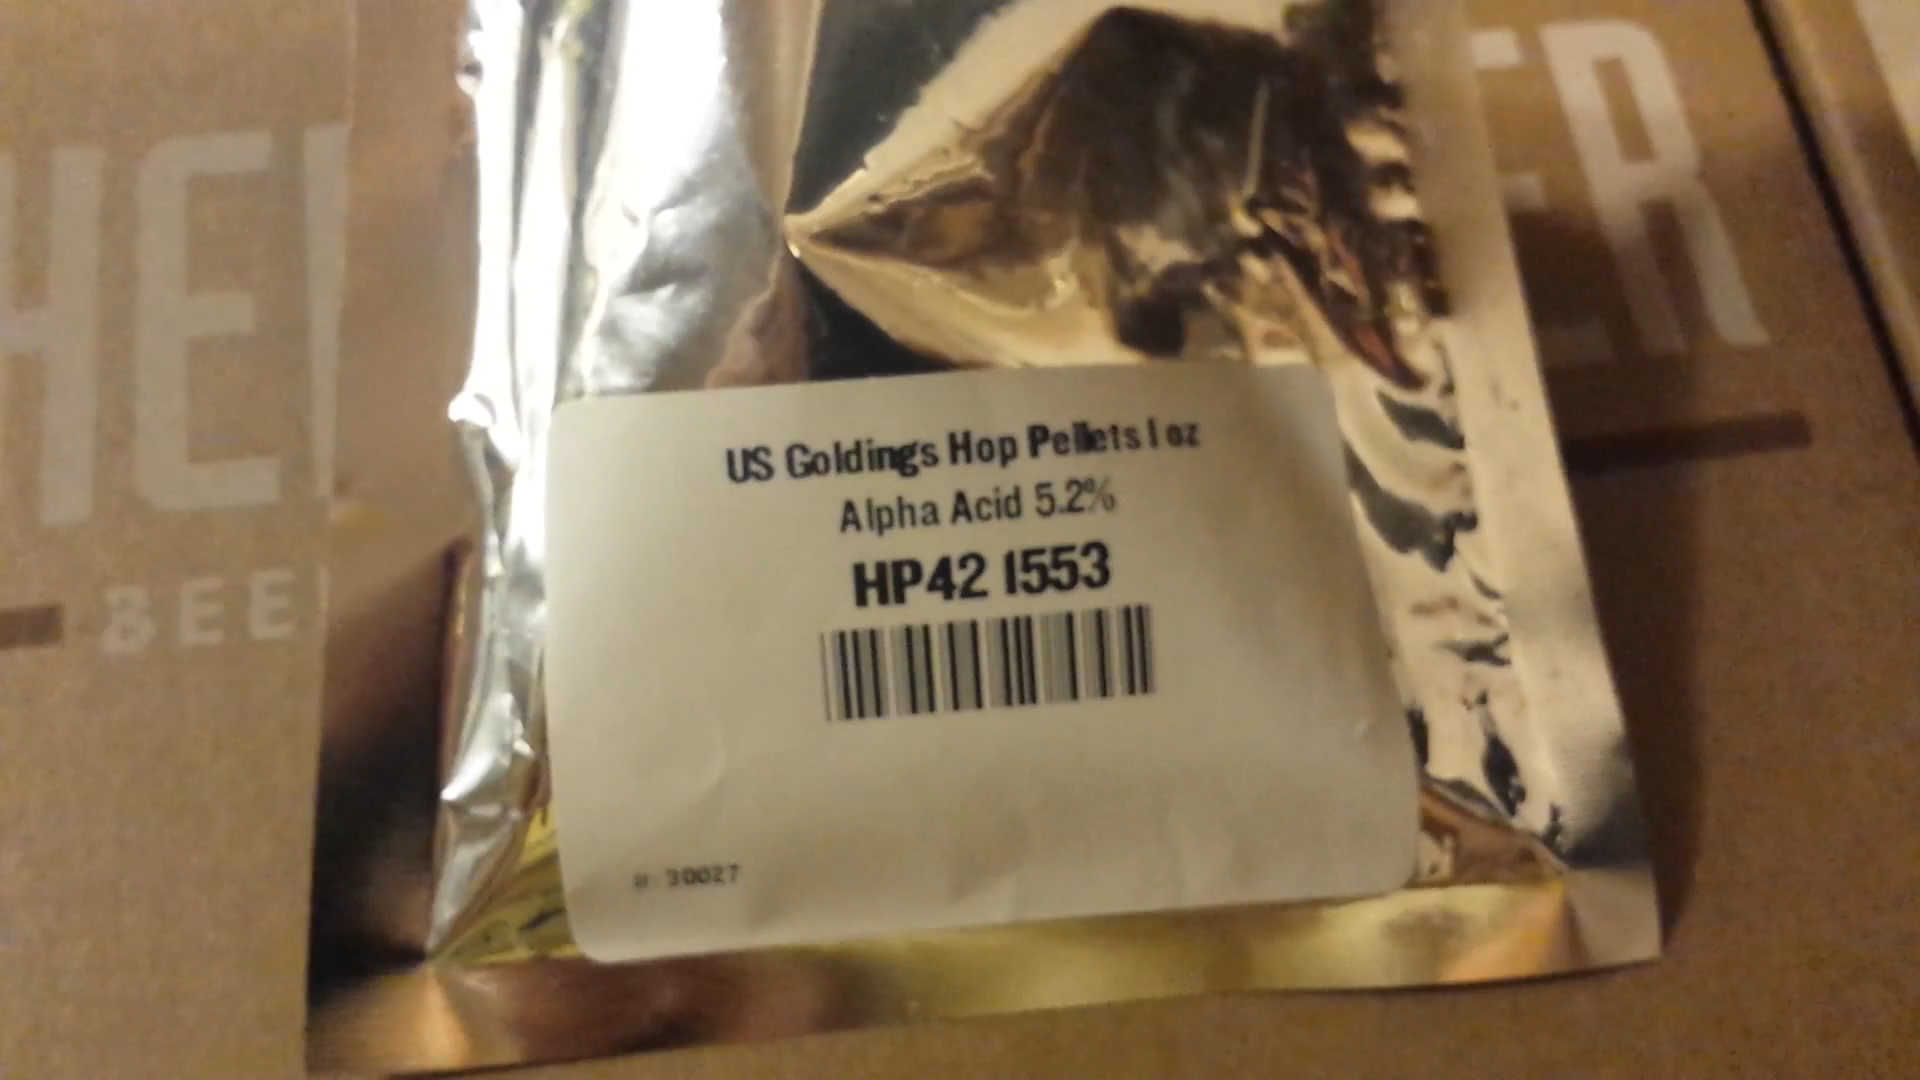 US Goldings Hop Pellets 1 oz
Alpha Acid 5.2%
HP42 1553
#: 30027
BEE